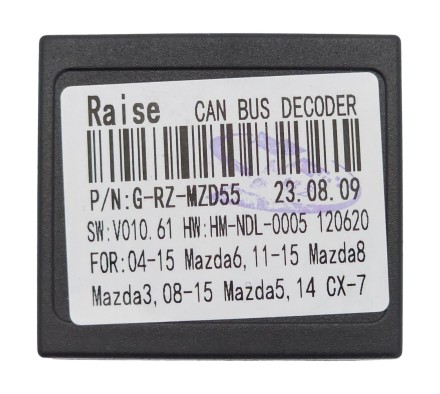 Raise CAN BUS DECODER
P/N:G-RZ-MZD55 23.08.09
SW:V010.61 HW:HM-NDL-0005 120620
FOR:04-15 Mazda6,11-15 Mazda8
Mazda3,08-15 Mazda5,14 CX-7